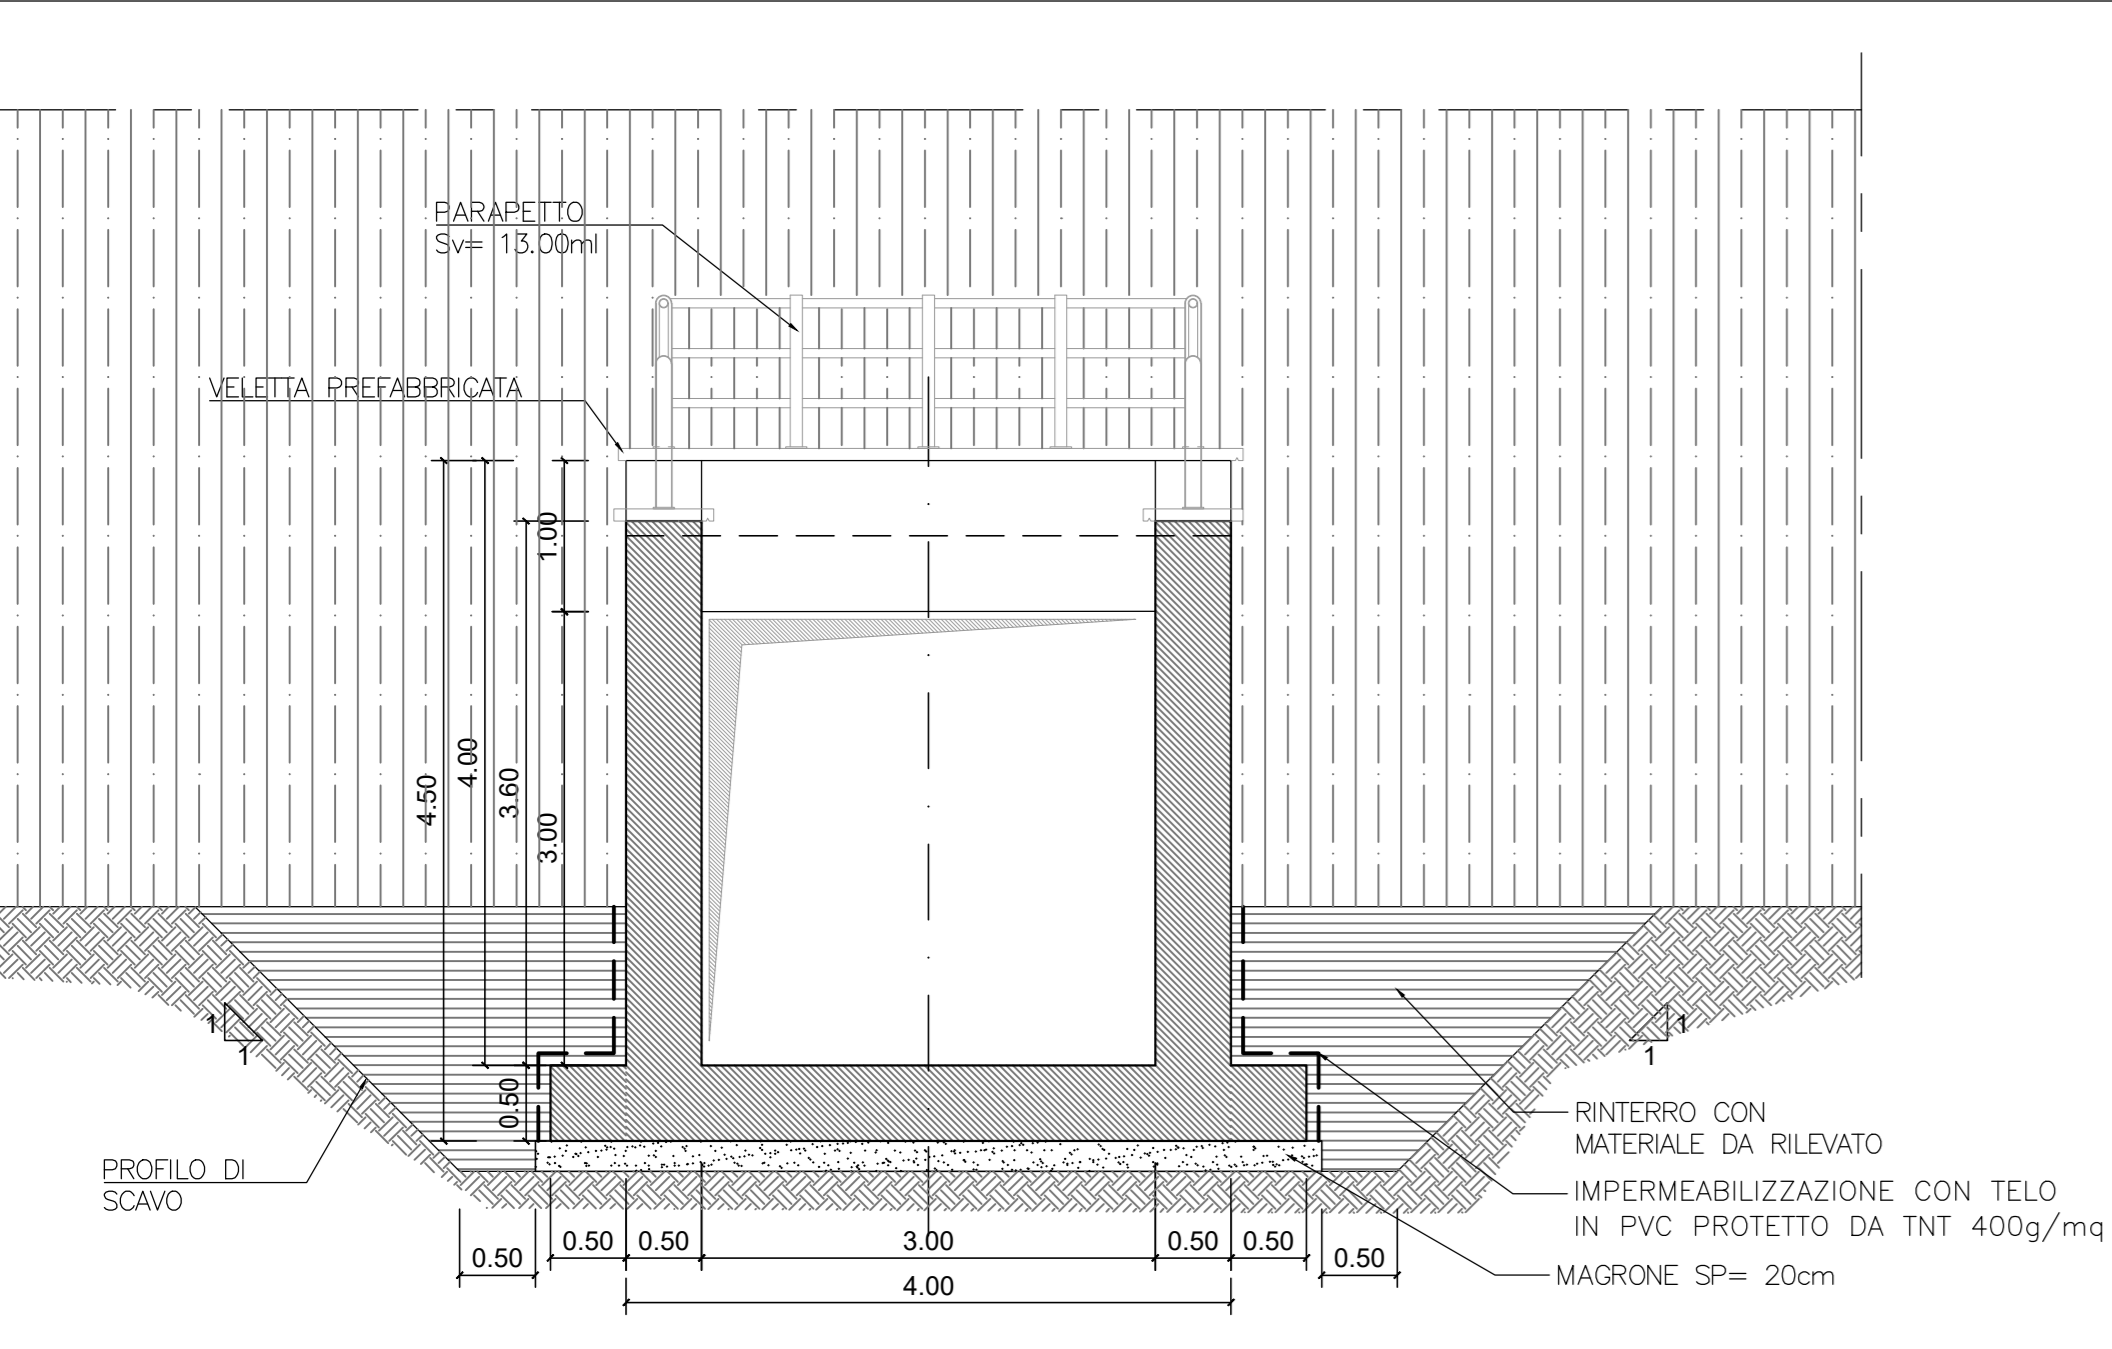 PARAPETTO
Sv= 13.00ml
VELETTA PREFABBRICATA
1.00
4.50
4.00
3.60
3.00
0.50
1
1
1
1
PROFILO DI
SCAVO
RINTERRO CON
MATERIALE DA RILEVATO
IMPERMEABILIZZAZIONE CON TELO
IN PVC PROTETTO DA TNT 400g/mq
MAGRONE SP= 20cm
0.50 0.50 0.50 3.00 0.50 0.50 0.50
4.00